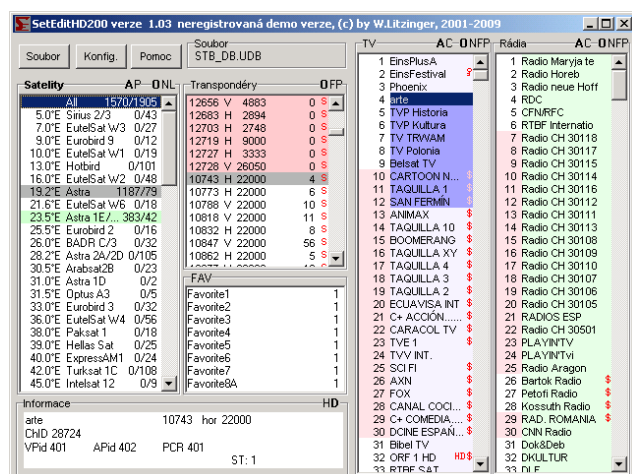 SetEditHD200 verze 1.03 neregistrovaná demo verze, (c) by W.Litzinger, 2001-2009
Soubor Konfig. Pomoc
Soubor
STB_DB.UDB
Satelity AP ONL
All 1570/1905
5.0°E Sirius 2/3 0/43
7.0°E EutelSat W3 0/27
9.0°E Eurobird 9 0/12
10.0°E EutelSat W1 0/19
13.0°E Hotbird 0/101
16.0°E EutelSat W2 0/48
19.2°E Astra 1187/79
21.6°E EutelSat W6 0/18
23.5°E Astra 1E/... 383/42
25.5°E Eurobird 2 0/16
26.0°E BADR C/3 0/32
28.2°E Astra 2A/2D 0/105
30.5°E Arabsat2B 0/23
31.0°E Astra 1D 0/2
31.5°E Optus A3 0/5
33.0°E Eurobird 3 0/32
36.0°E EutelSat W4 0/56
38.0°E Paksat 1 0/18
39.0°E Hellas Sat 0/25
40.0°E ExpressAM1 0/24
42.0°E Turksat 1C 0/108
45.0°E Intelsat 12 0/9
Transpondéry OFP
12656 V 4883 0 S
12683 H 2894 0 S
12703 H 2748 0 S
12719 H 9000 0 S
12727 H 3333 0 S
12728 V 26050 0 S
10743 H 22000 4 S
10773 H 22000 6 S
10788 V 22000 10 S
10818 V 22000 11 S
10832 H 22000 8 S
10847 V 22000 56 S
10862 H 22000 5 S
FAV
Favorite1 1
Favorite2 1
Favorite3 1
Favorite4 1
Favorite5 1
Favorite6 1
Favorite7 1
Favorite8A 1
Informace HD
arte 10743 hor 22000
ChID 28724
VPid 401 APid 402 PCR 401
ST: 1
TV AC ONFP
1 EinsPlusA
2 EinsFestival
3 Phoenix
4 arte
5 TVP Historia
6 TVP Kultura
7 TV TRWAM
8 TV Polonia
9 Belsat TV
10 CARTOON N... $
11 TAQUILLA 1 $
12 SAN FERMÍN $
13 ANIMAX $
14 TAQUILLA 10 $
15 BOOMERANG $
16 TAQUILLA XY $
17 TAQUILLA 4 $
18 TAQUILLA 3 $
19 TAQUILLA 2 $
20 ECUAVISA INT $
21 C+ ACCIÓN...... $
22 CARACOL TV $
23 TVE 1 $
24 TVV INT.
25 SCI FI $
26 AXN $
27 FOX $
28 CANAL COCI... $
29 C+ COMEDIA.... $
30 DCINE ESPAÑ... $
31 Bibel TV
32 ORF 1 HD HD$
33 RTBF SAT
Rádia AC ONFP
1 Radio Maryja te
2 Radio Horeb
3 Radio neue Hoff
4 RDC
5 CFN/RFC
6 RTBF Internatio
7 Radio CH 30118
8 Radio CH 30117
9 Radio CH 30115
10 Radio CH 30114
11 Radio CH 30116
12 Radio CH 30111
13 Radio CH 30113
14 Radio CH 30112
15 Radio CH 30108
16 Radio CH 30109
17 Radio CH 30110
18 Radio CH 30107
19 Radio CH 30106
20 Radio CH 30105
21 RADIOS ESP
22 Radio CH 30501
23 PLAYIN'TV
24 PLAYIN'Tvi
25 Radio Aragon
26 Bartok Radio $
27 Petofi Radio $
28 Kossuth Radio $
29 RAD. ROMANIA $
30 CNN Radio
31 Dok&Deb
32 DKULTUR
33 DLF